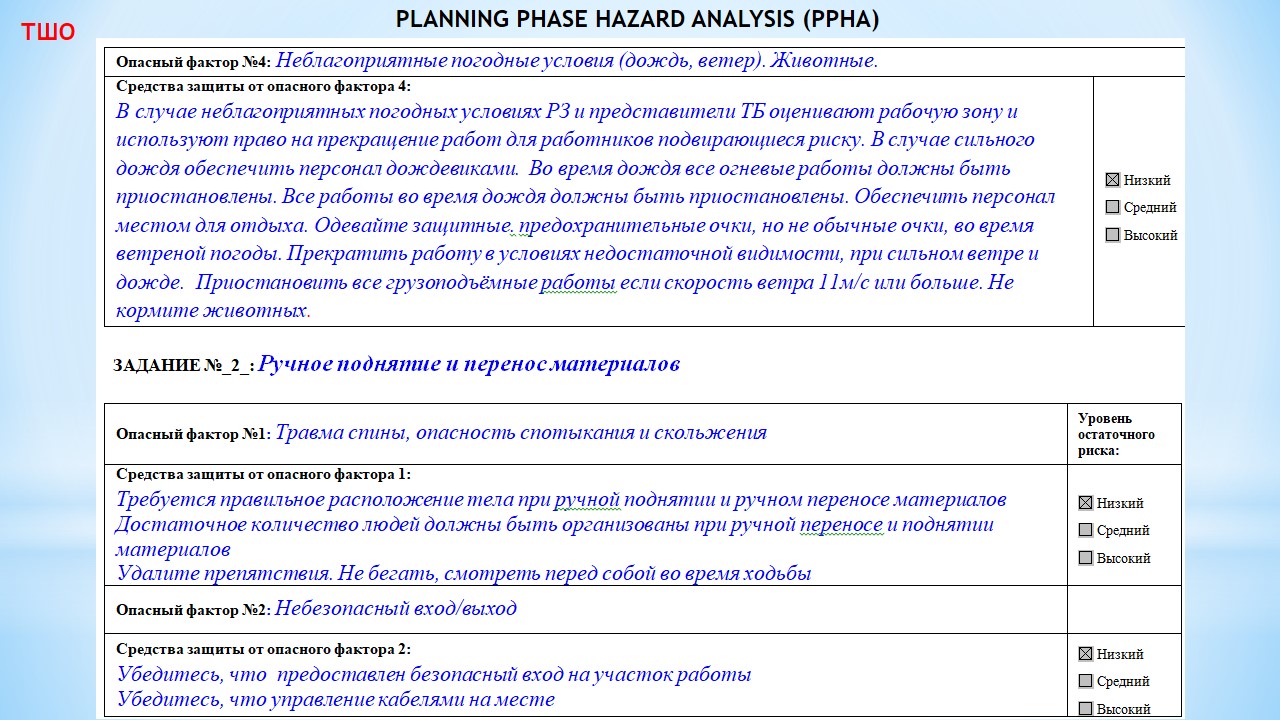 ТШО
PLANNING PHASE HAZARD ANALYSIS (PPHA)
Опасный фактор №4: Неблагоприятные погодные условия (дождь, ветер). Животные.
Средства защиты от опасного фактора 4:
В случае неблагоприятных погодных условиях РЗ и представители ТБ оценивают рабочую зону и
используют право на прекращение работ для работников подвирающиеся риску. В случае сильного
дождя обеспечить персонал дождевиками. Во время дождя все огневые работы должны быть
приостановлены. Все работы во время дождя должны быть приостановлены. Обеспечить персонал
местом для отдыха. Одевайте защитные. предохранительные очки, но не обычные очки, во время
ветреной погоды. Прекратить работу в условиях недостаточной видимости, при сильном ветре и
дожде. Приостановить все грузоподъёмные работы если скорость ветра 11м/с или больше. Не
кормите животных.
Низкий
Средний
Высокий
ЗАДАНИЕ №_2_: Ручное поднятие и перенос материалов
Опасный фактор №1: Травма спины, опасность спотыкания и скольжения
Уровень
остаточного
риска:
Средства защиты от опасного фактора 1:
Требуется правильное расположение тела при ручной поднятии и ручном переносе материалов
Достаточное количество людей должны быть организованы при ручной переносе и поднятии
материалов
Удалите препятствия. Не бегать, смотреть перед собой во время ходьбы
Низкий
Средний
Высокий
Опасный фактор №2: Небезопасный вход/выход
Средства защиты от опасного фактора 2:
Убедитесь, что предоставлен безопасный вход на участок работы
Убедитесь, что управление кабелями на месте
Низкий
Средний
Высокий